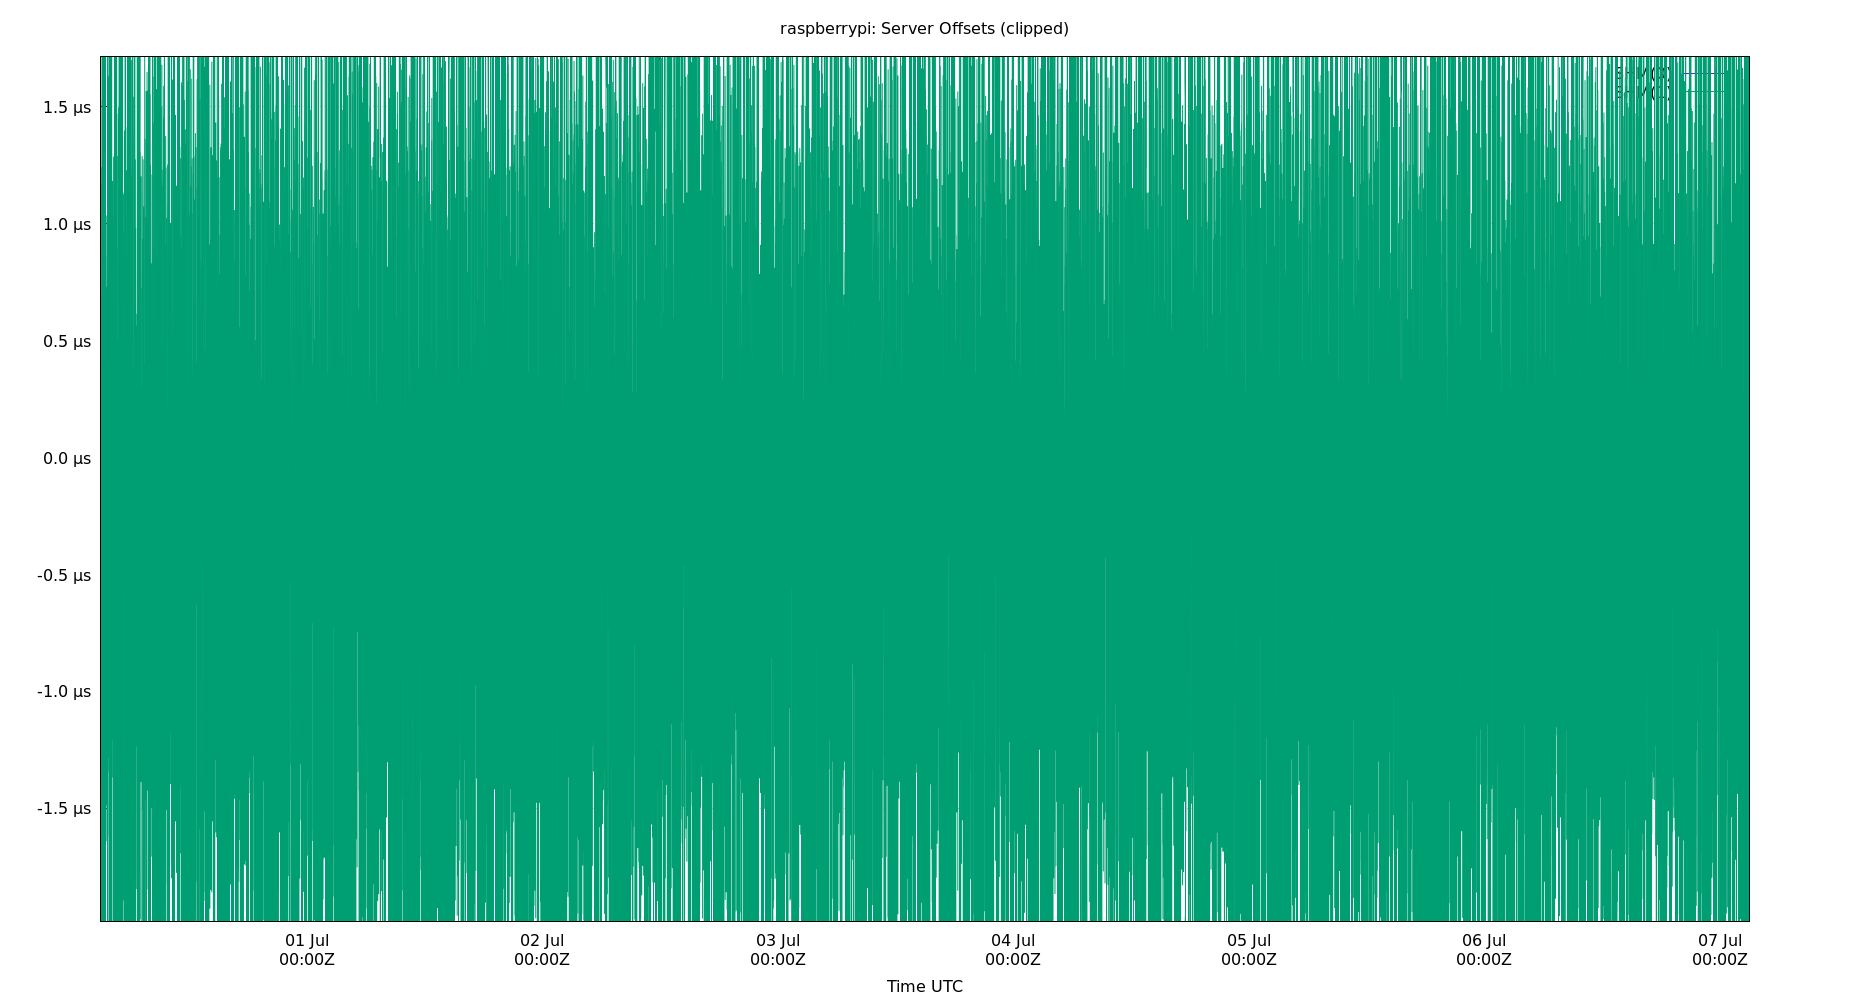 raspberrypi: Server Offsets (clipped)
1.5 µs
1.0 µs
0.5 µs
0.0 µs
-0.5 µs
-1.0 µs
-1.5 µs
01 Jul 02 Jul 03 Jul 04 Jul 05 Jul 06 Jul 07 Jul
00:00Z 00:00Z 00:00Z 00:00Z 00:00Z 00:00Z 00:00Z
Time UTC